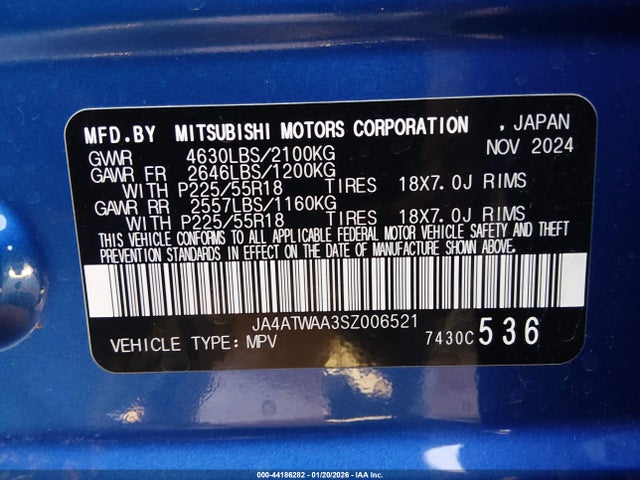 MFD.BY MITSUBISHI MOTORS CORPORATION , JAPAN
GVWR 4630LBS/2100KG NOV 2024
GAWR FR 2646LBS/1200KG
WITH P225/55R18 TIRES 18X7.0J RIMS
GAWR RR 2557LBS/1160KG
WITH P225/55R18 TIRES 18X7.0J RIMS
THIS VEHICLE CONFORMS TO ALL APPLICABLE FEDERAL MOTOR VEHICLE SAFETY AND THEFT
PREVENTION STANDARDS IN EFFECT ON THE DATE OF MANUFACTURE SHOWN ABOVE.
JA4ATWAA3SZ006521
VEHICLE TYPE: MPV 7430C 536
000-44186282 - 01/20/2026 - IAA Inc.